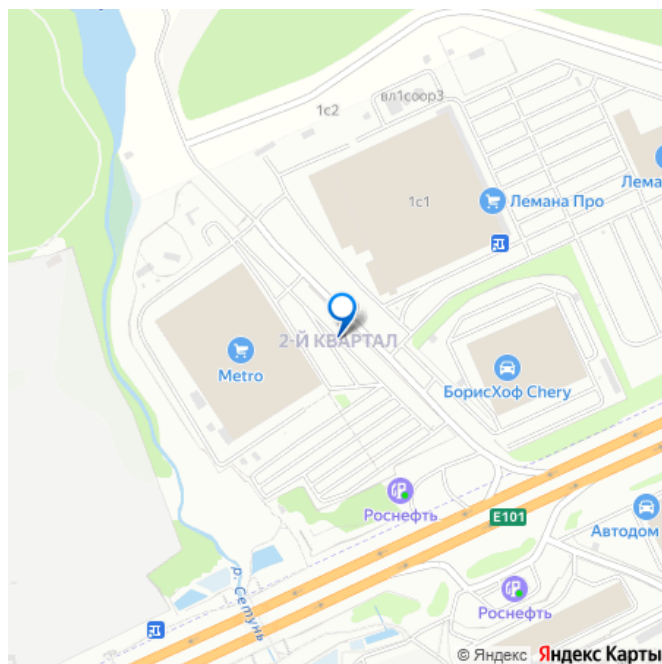 1с2
вл1соор3
1с1
Лемана Про
Лема
2-Й КВАРТАЛ
Metro
БорисХоф Chery
Роснефть
E101
Автодом
р. Сетунь
Роснефть
© Яндекс Яндекс Карты